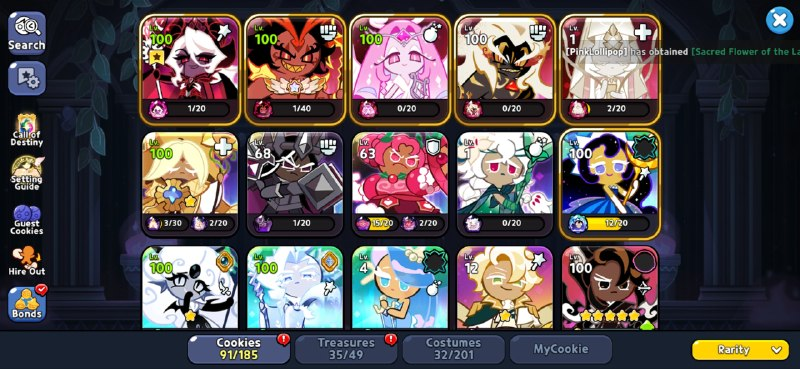 Search
Call of
Destiny
Setting
Guide
Guest
Cookies
Hire Out
Bonds
Lv.
100
1/20
Lv.
100
1/40
Lv.
100
0/20
Lv.
100
0/20
Lv.
1
2/20
[PinkLollipop1] has obtained [Sacred Flower of the La
Lv.
100
3/30
2/20
Lv.
68
1/20
Lv.
63
15/20
2/20
Lv.
1
0/20
Lv.
100
12/20
Lv.
100
Lv.
100
Lv.
4
Lv.
12
Lv.
100
Cookies
91/185
Treasures
35/49
Costumes
32/201
MyCookie
Rarity